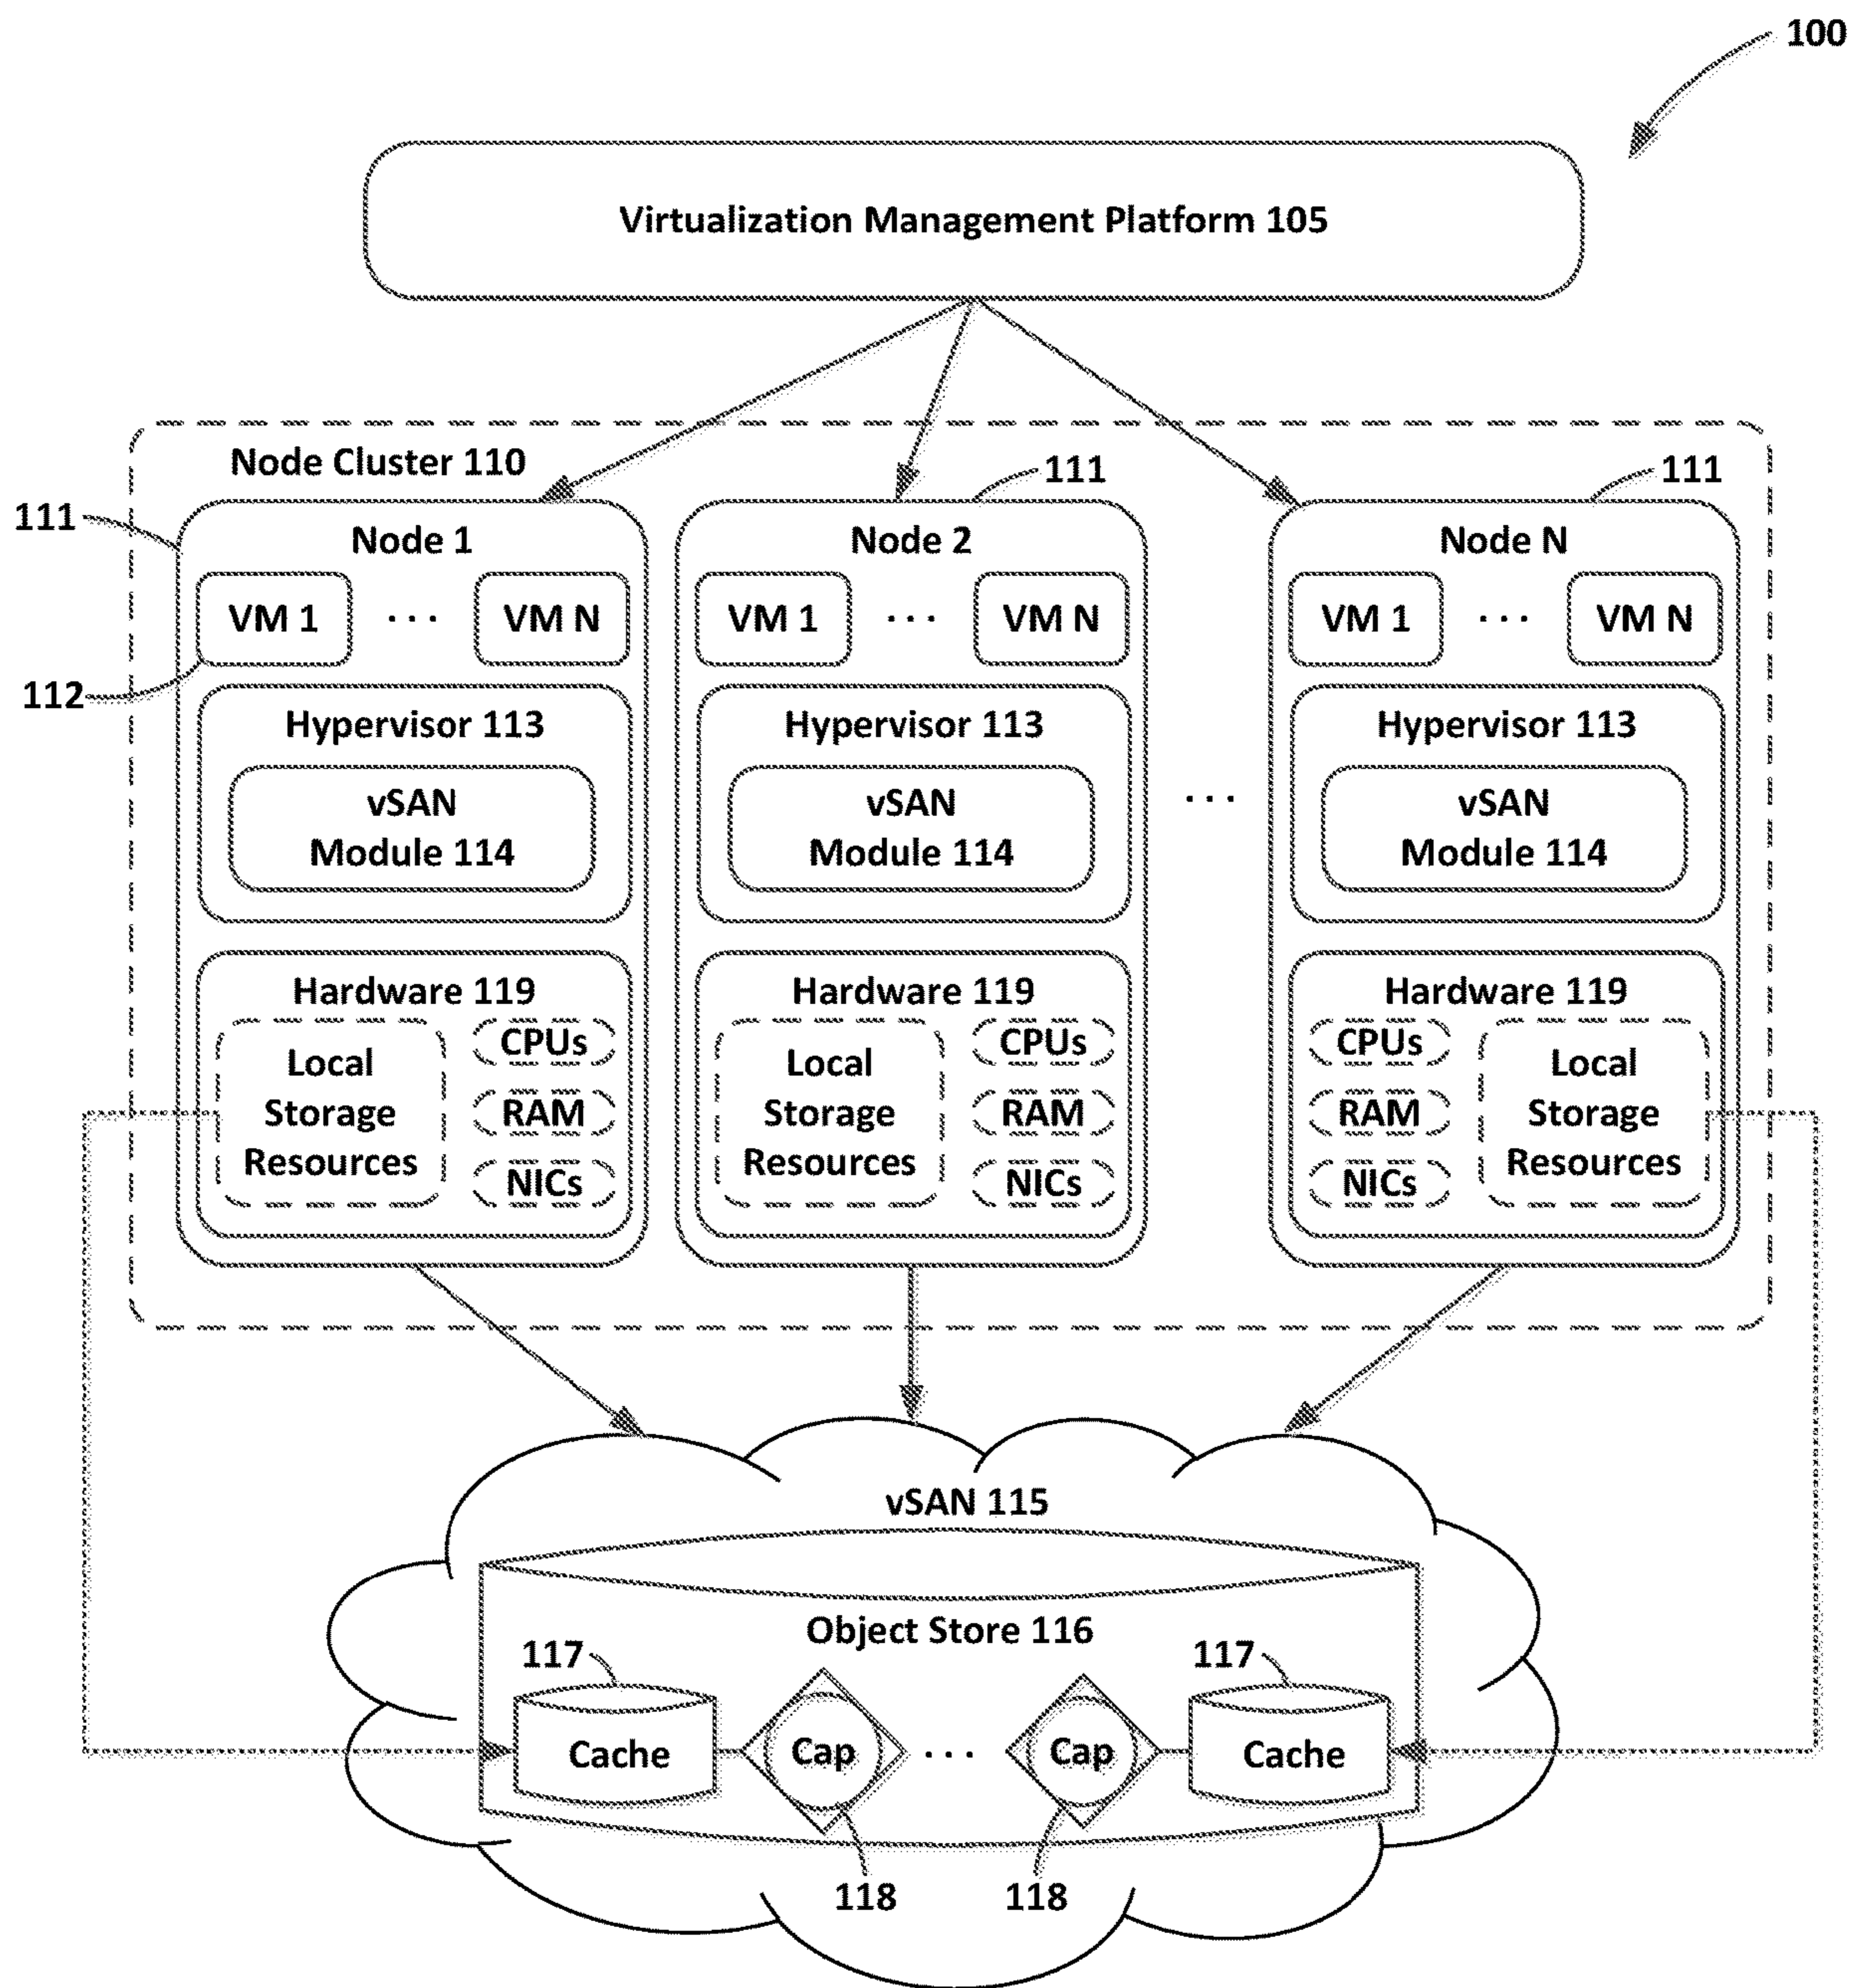 100
Virtualization Management Platform 105
Node Cluster 110
111
111
111
Node 1
Node 2
Node N
VM 1 ... VM N
VM 1 ... VM N
VM 1 ... VM N
112
Hypervisor 113
Hypervisor 113
Hypervisor 113
vSAN
Module 114
vSAN
Module 114
...
vSAN
Module 114
Hardware 119
Local
Storage
Resources
CPUs
RAM
NICs
Hardware 119
Local
Storage
Resources
CPUs
RAM
NICs
Hardware 119
CPUs
RAM
NICs
Local
Storage
Resources
vSAN 115
Object Store 116
117
117
Cache
Cap
...
Cap
Cache
118
118